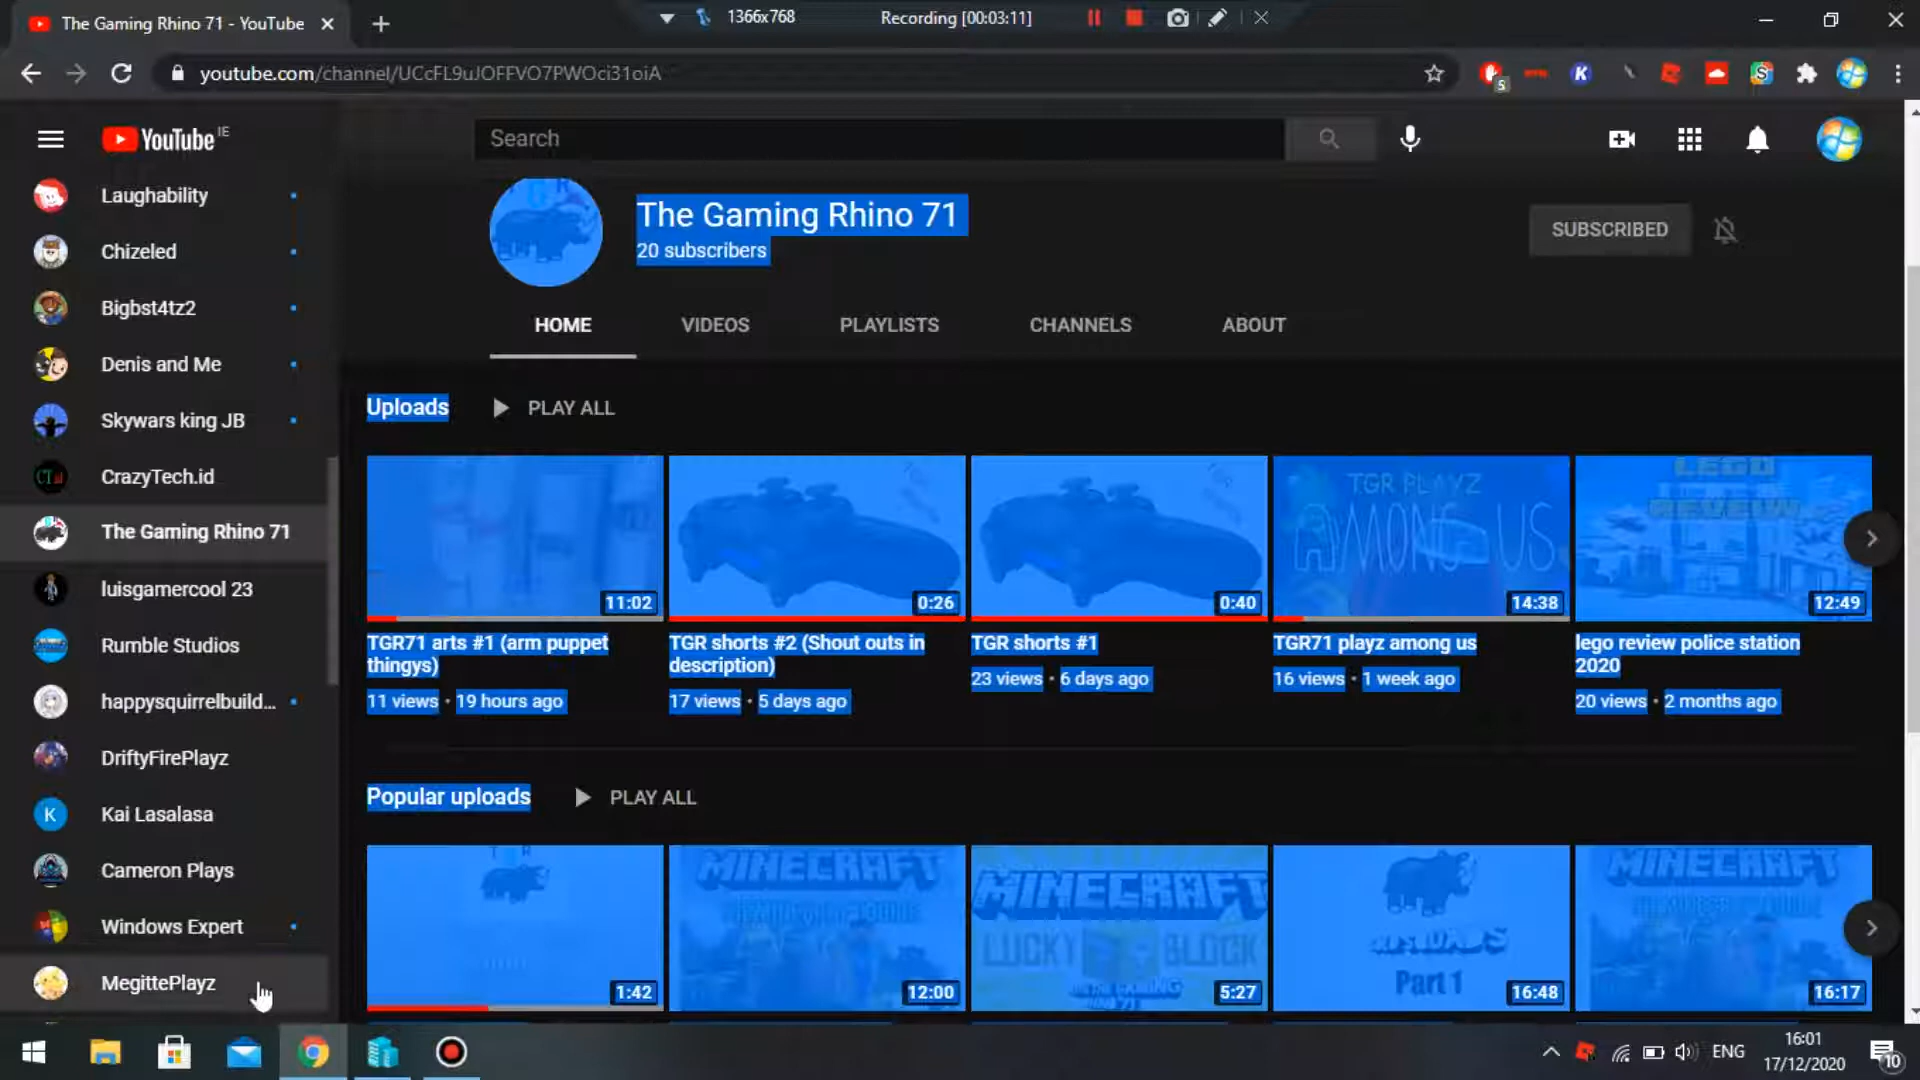 The Gaming Rhino 71 - YouTube
1366x768
Recording [00:03:11]
youtube.com/channel/UCcFL9uJOFFVO7PWOci31oiA
5
K
S
YouTube IE
Search
Laughability
Chizeled
Bigbst4tz2
Denis and Me
Skywars king JB
CrazyTech.id
The Gaming Rhino 71
luisgamercool 23
Rumble Studios
happysquirrelbuild...
DriftyFirePlayz
K
Kai Lasalasa
Cameron Plays
Windows Expert
MegittePlayz
The Gaming Rhino 71
20 subscribers
SUBSCRIBED
HOME
VIDEOS
PLAYLISTS
CHANNELS
ABOUT
Uploads
PLAY ALL
TGR PLAYZ
AMONG US
LEGO
REVIEW
11:02
0:26
0:40
14:38
12:49
TGR71 arts #1 (arm puppet
thingys)
11 views • 19 hours ago
TGR shorts #2 (Shout outs in
description)
17 views • 5 days ago
TGR shorts #1
23 views • 6 days ago
TGR71 playz among us
16 views • 1 week ago
lego review police station
2020
20 views • 2 months ago
Popular uploads
PLAY ALL
MINECRAFT
MINECRAFT
LUCKY BLOCK
Part 1
MINECRAFT
1:42
12:00
5:27
16:48
16:17
ENG
16:01
17/12/2020
10